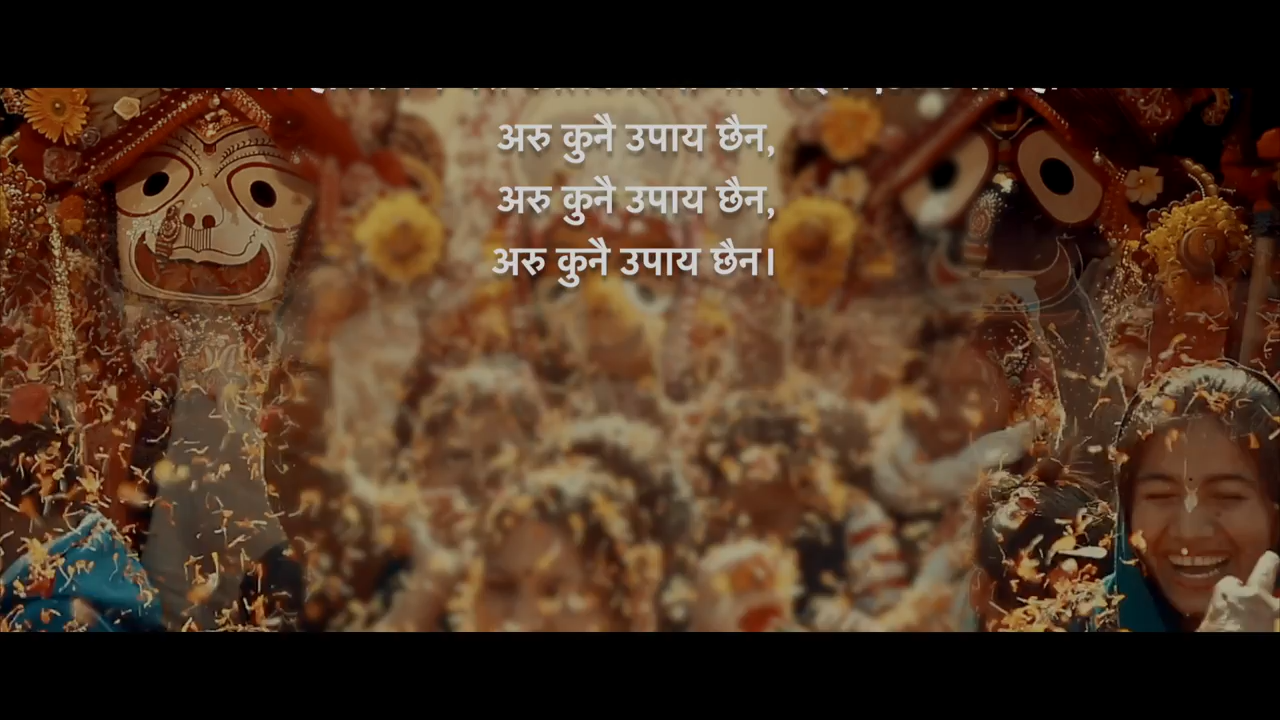 अरु कुनै उपाय छैन,
अरु कुनै उपाय छैन,
अरु कुनै उपाय छैन।